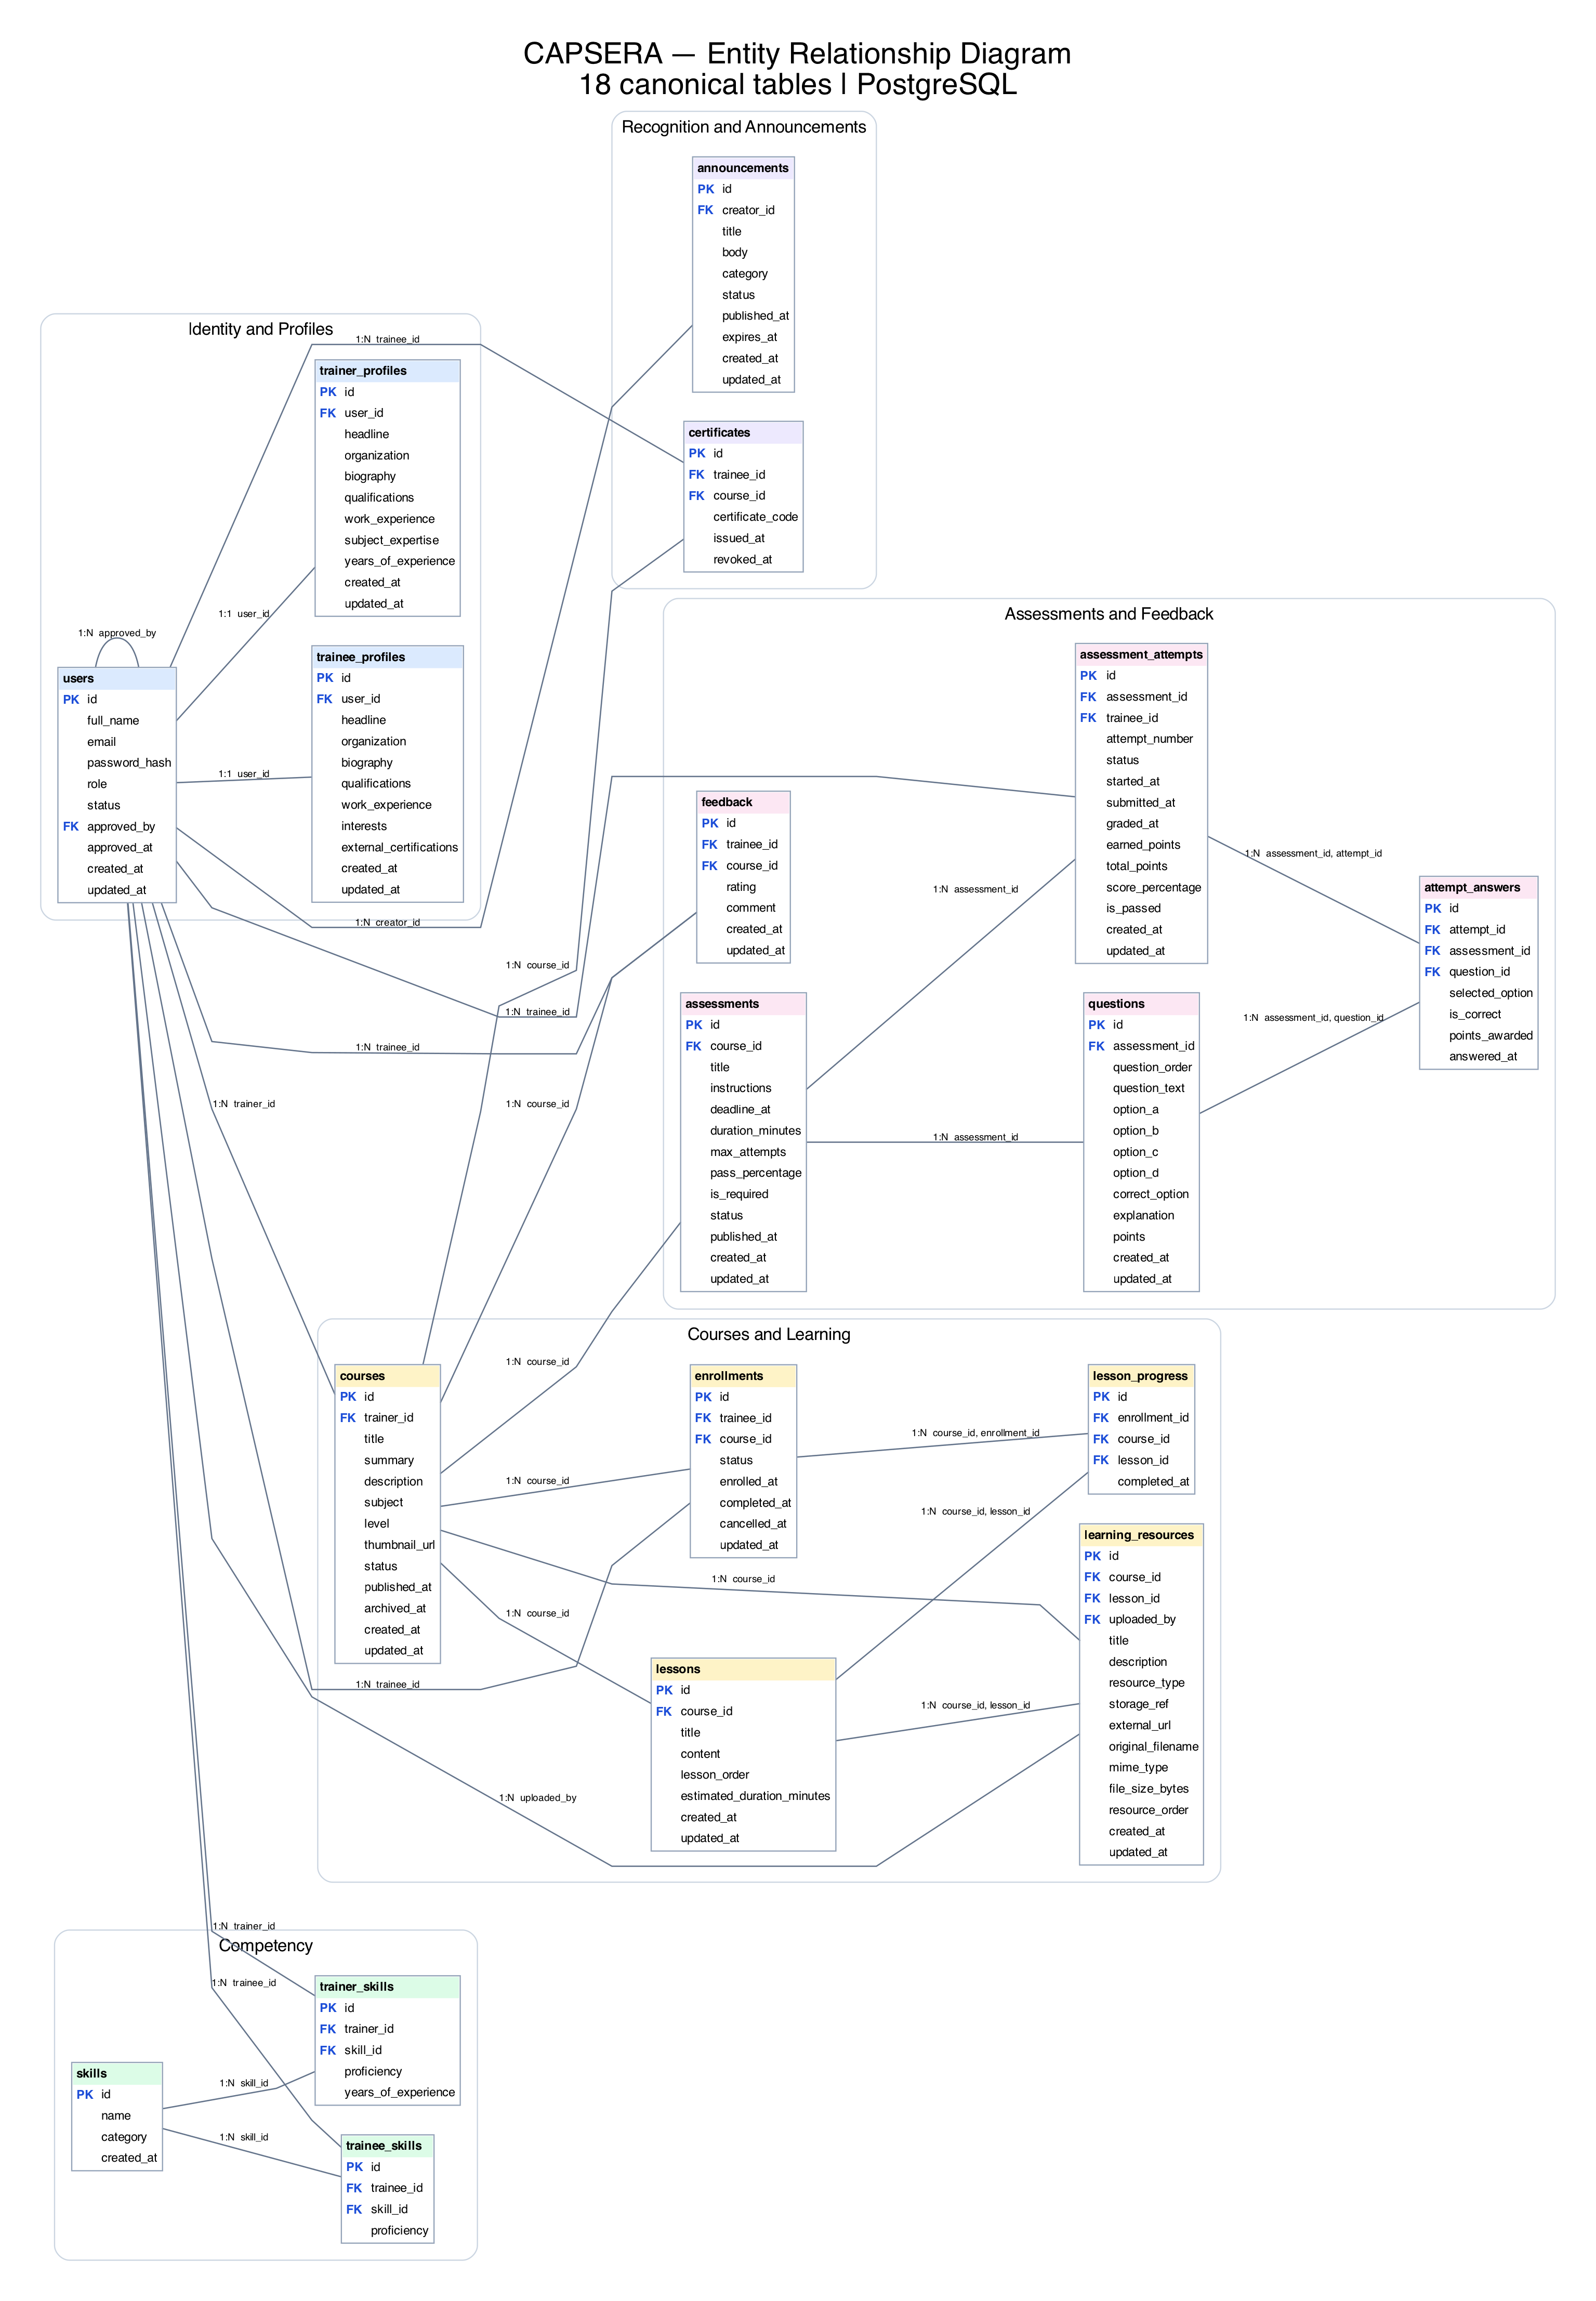 CAPSERA — Entity Relationship Diagram
18 canonical tables | PostgreSQL
Recognition and Announcements
announcements
PK id
FK creator_id
title
body
category
status
published_at
expires_at
created_at
updated_at
certificates
PK id
FK trainee_id
FK course_id
certificate_code
issued_at
revoked_at
Identity and Profiles
1:N trainee_id
trainer_profiles
PK id
FK user_id
headline
organization
biography
qualifications
work_experience
subject_expertise
years_of_experience
created_at
updated_at
1:1 user_id
1:N approved_by
users
PK id
full_name
email
password_hash
role
status
FK approved_by
approved_at
created_at
updated_at
trainee_profiles
PK id
FK user_id
headline
organization
biography
qualifications
work_experience
interests
external_certifications
created_at
updated_at
1:1 user_id
1:N creator_id
1:N course_id
1:N trainee_id
1:N trainee_id
1:N trainer_id
1:N course_id
Assessments and Feedback
assessment_attempts
PK id
FK assessment_id
FK trainee_id
attempt_number
status
started_at
submitted_at
graded_at
earned_points
total_points
score_percentage
is_passed
created_at
updated_at
feedback
PK id
FK trainee_id
FK course_id
rating
comment
created_at
updated_at
1:N assessment_id
1:N assessment_id, attempt_id
attempt_answers
PK id
FK attempt_id
FK assessment_id
FK question_id
selected_option
is_correct
points_awarded
answered_at
assessments
PK id
FK course_id
title
instructions
deadline_at
duration_minutes
max_attempts
pass_percentage
is_required
status
published_at
created_at
updated_at
1:N assessment_id
questions
PK id
FK assessment_id
question_order
question_text
option_a
option_b
option_c
option_d
correct_option
explanation
points
created_at
updated_at
1:N assessment_id, question_id
Courses and Learning
1:N course_id
courses
PK id
FK trainer_id
title
summary
description
subject
level
thumbnail_url
status
published_at
archived_at
created_at
updated_at
enrollments
PK id
FK trainee_id
FK course_id
status
enrolled_at
completed_at
cancelled_at
updated_at
lesson_progress
PK id
FK enrollment_id
FK course_id
FK lesson_id
completed_at
1:N course_id, enrollment_id
1:N course_id
1:N course_id, lesson_id
learning_resources
PK id
FK course_id
FK lesson_id
FK uploaded_by
title
description
resource_type
storage_ref
external_url
original_filename
mime_type
file_size_bytes
resource_order
created_at
updated_at
1:N course_id
1:N course_id
1:N trainee_id
lessons
PK id
FK course_id
title
content
lesson_order
estimated_duration_minutes
created_at
updated_at
1:N course_id, lesson_id
1:N uploaded_by
1:N trainer_id
Competency
1:N trainee_id
trainer_skills
PK id
FK trainer_id
FK skill_id
proficiency
years_of_experience
skills
PK id
name
category
created_at
1:N skill_id
1:N skill_id
trainee_skills
PK id
FK trainee_id
FK skill_id
proficiency